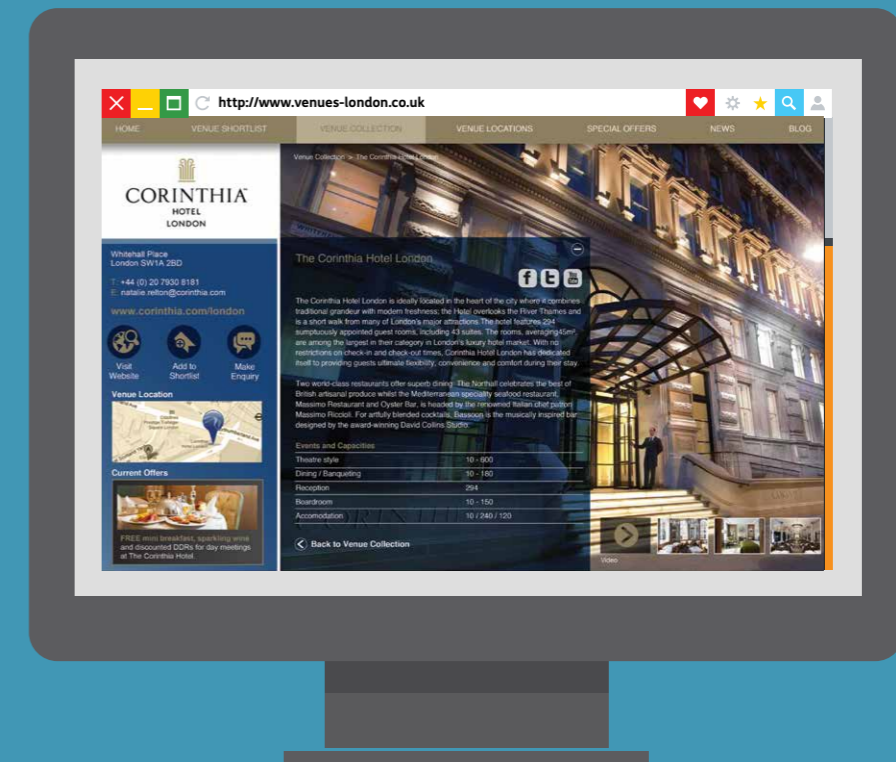 http://www.venues-london.co.uk
HOME VENUE SHORTLIST VENUE COLLECTION VENUE LOCATIONS SPECIAL OFFERS NEWS BLOG
CORINTHIA
HOTEL
LONDON
Whitehall Place
London SW1A 2BD
T: +44 (0) 20 7930 8181
E: natalie.relton@corinthia.com
www.corinthia.com/london
Visit Website
Add to Shortlist
Make Enquiry
Venue Location
Current Offers
FREE mini breakfast, sparkling wine
and discounted DDRs for day meetings
at The Corinthia Hotel.
Venue Collection > The Corinthia Hotel London
The Corinthia Hotel London
The Corinthia Hotel London is ideally located in the heart of the city where it combines
traditional grandeur with modern freshness; the Hotel overlooks the River Thames and
is a short walk from many of London's major attractions.The hotel features 294
sumptuously appointed guest rooms, including 43 suites. The rooms, averaging45m²
are among the largest in their category in London's luxury hotel market. With no
restrictions on check-in and check-out times, Corinthia Hotel London has dedicated
itself to providing guests ultimate flexibility, convenience and comfort during their stay.
Two world-class restaurants offer superb dining. The Northall celebrates the best of
British artisanal produce whilst the Mediterranean speciality seafood restaurant,
Massimo Restaurant and Oyster Bar, is headed by the renowned Italian chef patron
Massimo Riccioli. For artfully blended cocktails, Bassoon is the musically inspired bar
designed by the award-winning David Collins Studio.
Events and Capacities
Theatre style 10 - 600
Dining / Banqueting 10 - 180
Reception 294
Boardroom 10 - 150
Accomodation 10 / 240 / 120
Back to Venue Collection
Video